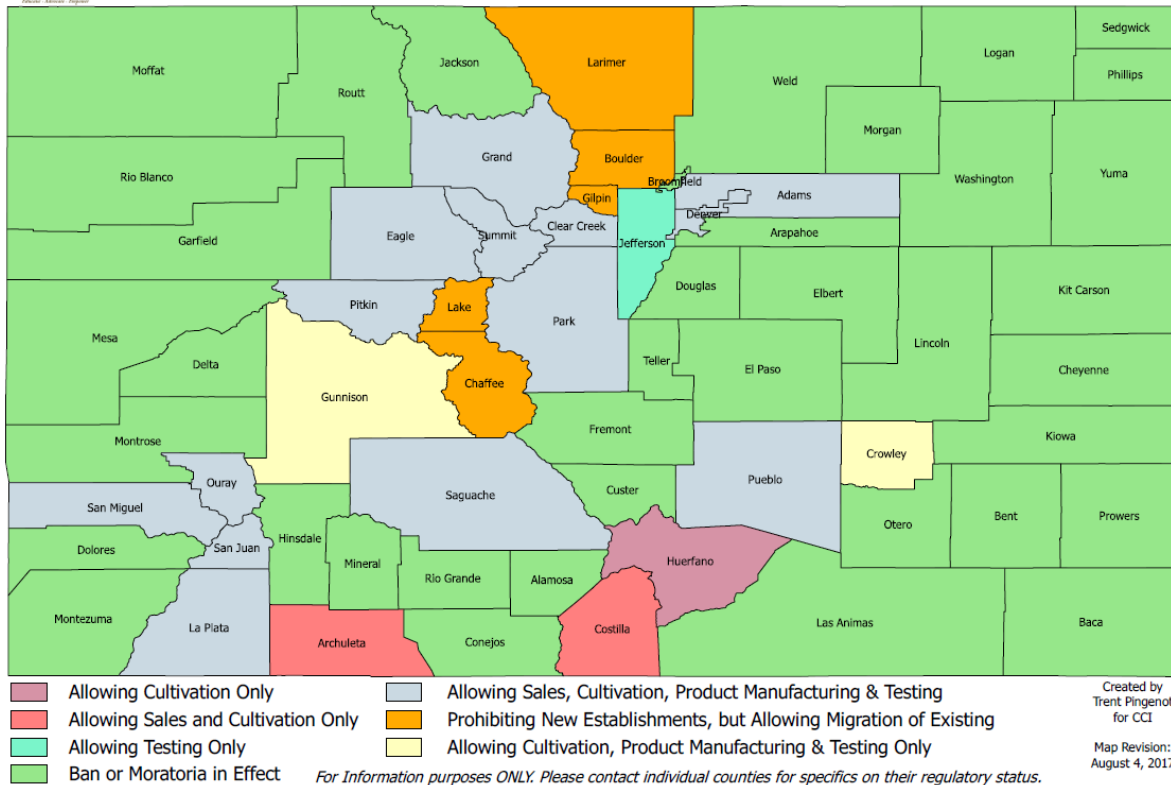 Educate - Advocate - Empower
Moffat
Routt
Jackson
Larimer
Weld
Logan
Sedgwick
Phillips
Morgan
Rio Blanco
Grand
Boulder
Gilpin
Broomfield
Adams
Washington
Yuma
Garfield
Eagle
Summit
Clear Creek
Jefferson
Denver
Arapahoe
Mesa
Pitkin
Lake
Park
Douglas
Elbert
Kit Carson
Delta
Gunnison
Chaffee
Teller
El Paso
Lincoln
Cheyenne
Montrose
Fremont
Crowley
Kiowa
Ouray
Saguache
Custer
Pueblo
San Miguel
Otero
Bent
Prowers
Dolores
San Juan
Hinsdale
Mineral
Rio Grande
Alamosa
Huerfano
Montezuma
La Plata
Archuleta
Conejos
Costilla
Las Animas
Baca
Allowing Cultivation Only
Allowing Sales and Cultivation Only
Allowing Testing Only
Ban or Moratoria in Effect
Allowing Sales, Cultivation, Product Manufacturing & Testing
Prohibiting New Establishments, but Allowing Migration of Existing
Allowing Cultivation, Product Manufacturing & Testing Only
For Information purposes ONLY. Please contact individual counties for specifics on their regulatory status.
Created by
Trent Pingenot
for CCI
Map Revision:
August 4, 2017